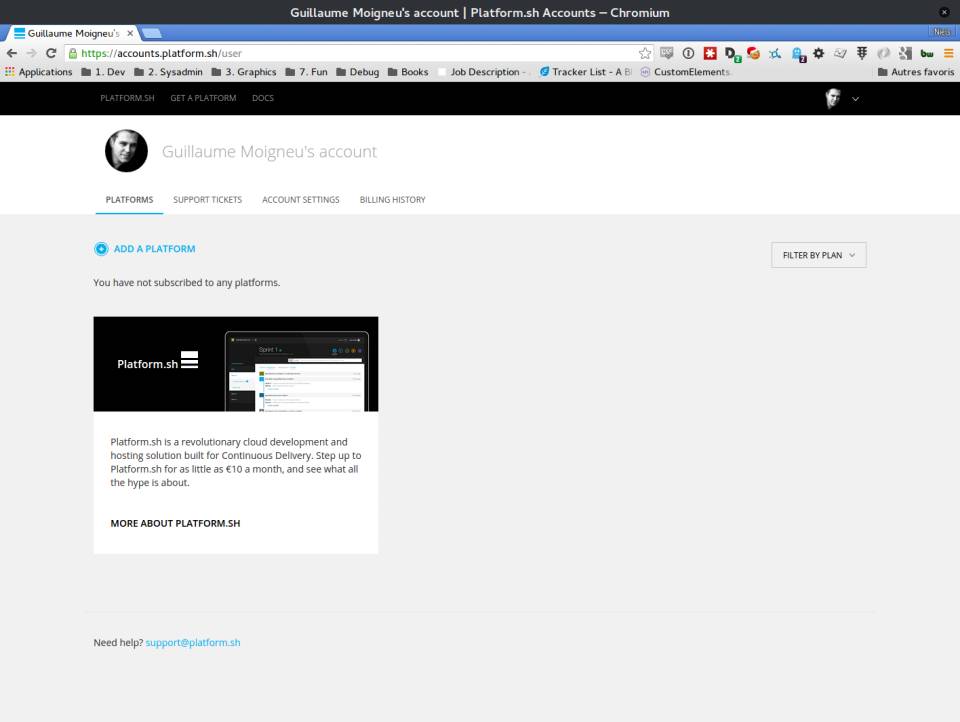 Guillaume Moigneu's account | Platform.sh Accounts – Chromium
Guillaume Moigneu's
Niels
https://accounts.platform.sh/user
Applications 1. Dev 2. Sysadmin 3. Graphics 7. Fun Debug Books Job Description - Tracker List - A B CustomElements. Autres favoris
PLATFORM.SH GET A PLATFORM DOCS
Guillaume Moigneu's account
PLATFORMS SUPPORT TICKETS ACCOUNT SETTINGS BILLING HISTORY
ADD A PLATFORM
FILTER BY PLAN
You have not subscribed to any platforms.
Platform.sh
Sprint 1
Platform.sh is a revolutionary cloud development and
hosting solution built for Continuous Delivery. Step up to
Platform.sh for as little as €10 a month, and see what all
the hype is about.
MORE ABOUT PLATFORM.SH
Need help? support@platform.sh